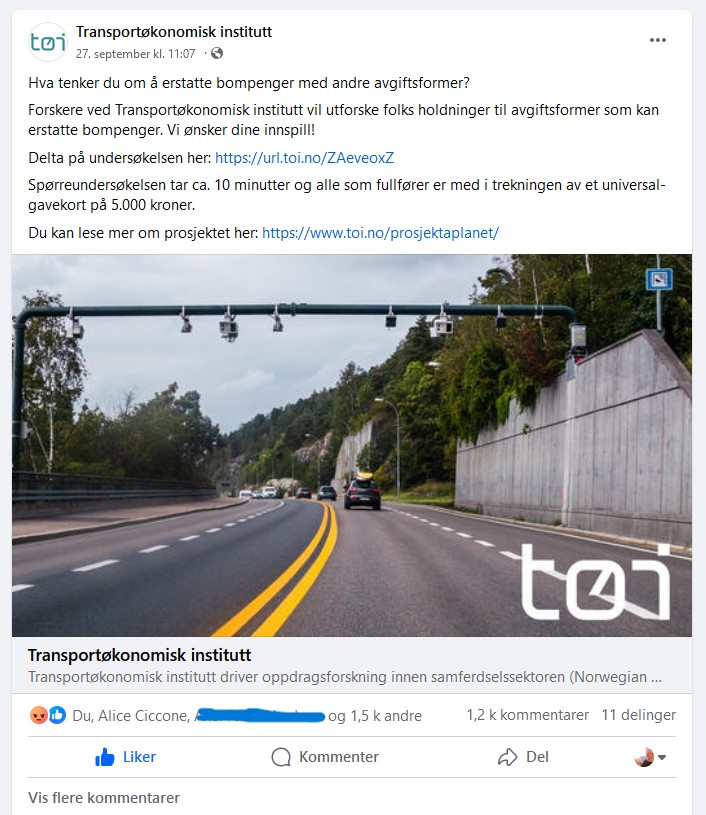 tøi
Transportøkonomisk institutt
27. september kl. 11:07 ·
Hva tenker du om å erstatte bompenger med andre avgiftsformer?
Forskere ved Transportøkonomisk institutt vil utforske folks holdninger til avgiftsformer som kan
erstatte bompenger. Vi ønsker dine innspill!
Delta på undersøkelsen her: https://url.toi.no/ZAeveoxZ
Spørreundersøkelsen tar ca. 10 minutter og alle som fullfører er med i trekningen av et universal-
gavekort på 5.000 kroner.
Du kan lese mer om prosjektet her: https://www.toi.no/prosjektaplanet/
tøi
Transportøkonomisk institutt
Transportøkonomisk institutt driver oppdragsforskning innen samferdselssektoren (Norwegian ...
Du, Alice Ciccone, og 1,5 k andre 1,2 k kommentarer 11 delinger
Liker Kommenter Del
Vis flere kommentarer